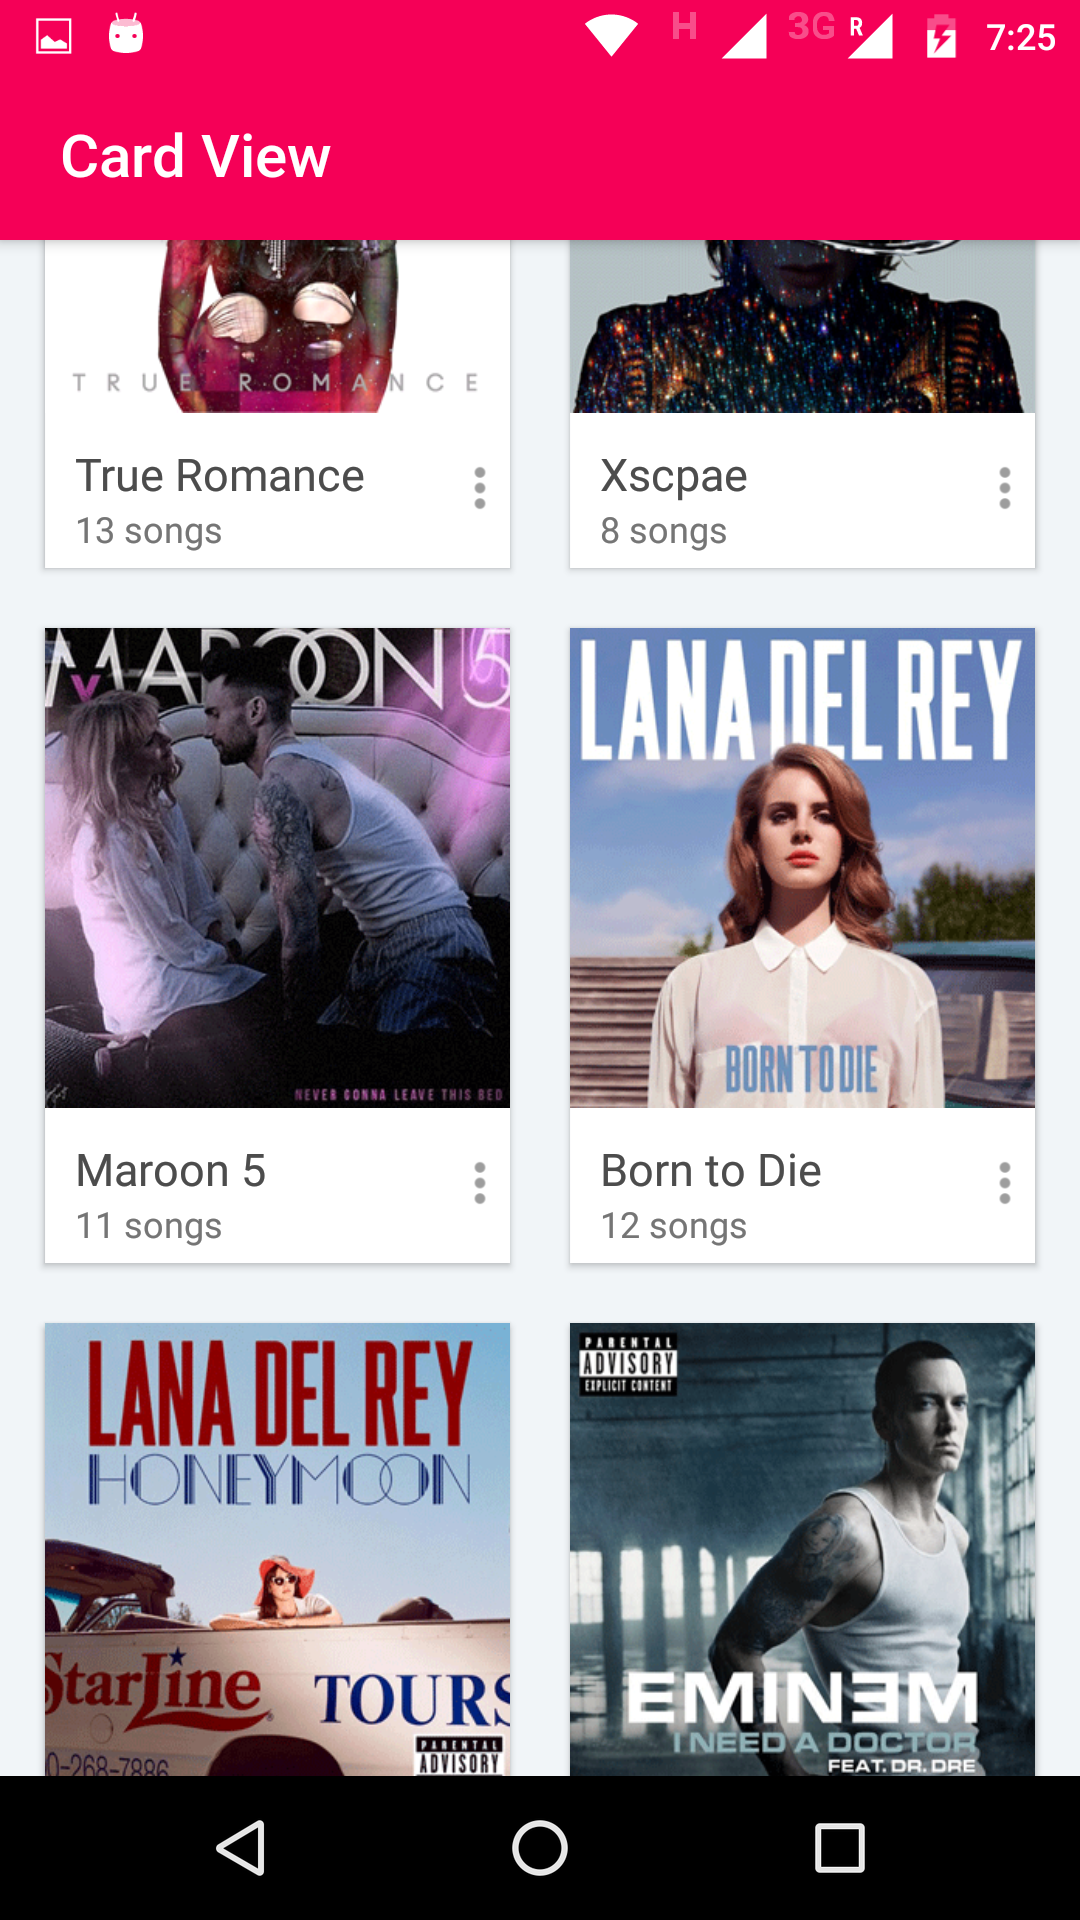 H 3G R 7:25
Card View
TRUE ROMANCE
True Romance
13 songs
Xscpae
8 songs
MAROON 5
NEVER GONNA LEAVE THIS BED
Maroon 5
11 songs
LANA DEL REY
BORN TO DIE
Born to Die
12 songs
LANA DEL REY
HONEYMOON
StarLine TOURS
0-268-7886
PARENTAL
ADVISORY
PARENTAL
ADVISORY
EXPLICIT CONTENT
EMINƎM
I NEED A DOCTOR
FEAT. DR. DRE